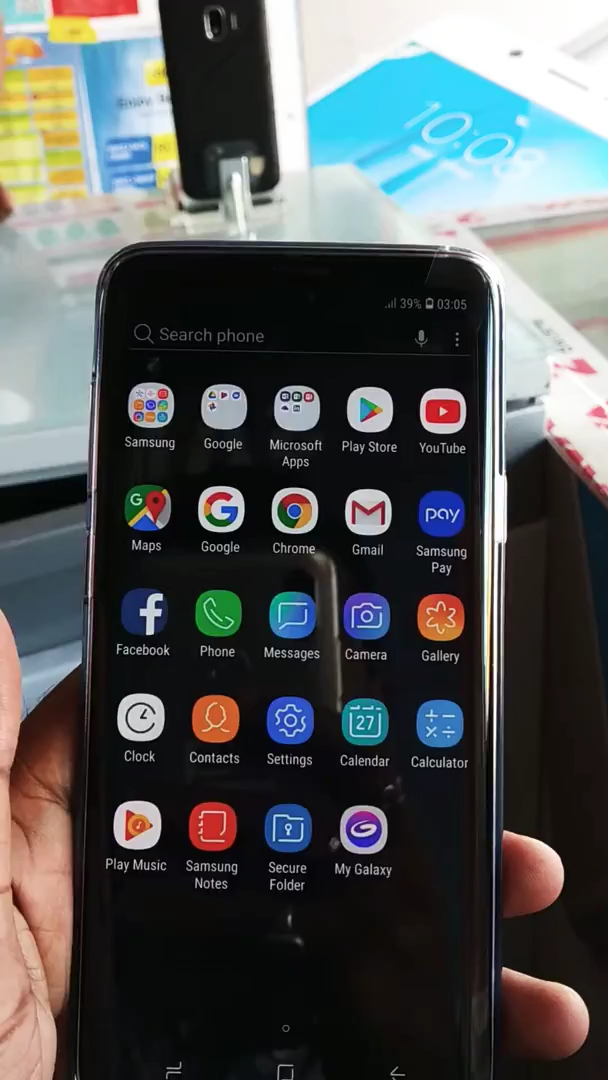 Enjoy
10:08
39% 03:05
Search phone
Samsung
Google
Microsoft
Apps
Play Store
YouTube
G
Maps
G
Google
Chrome
M
Gmail
pay
Samsung
Pay
f
Facebook
Phone
Messages
Camera
Gallery
Clock
Contacts
Settings
27
Calendar
Calculator
Play Music
Samsung
Notes
Secure
Folder
My Galaxy